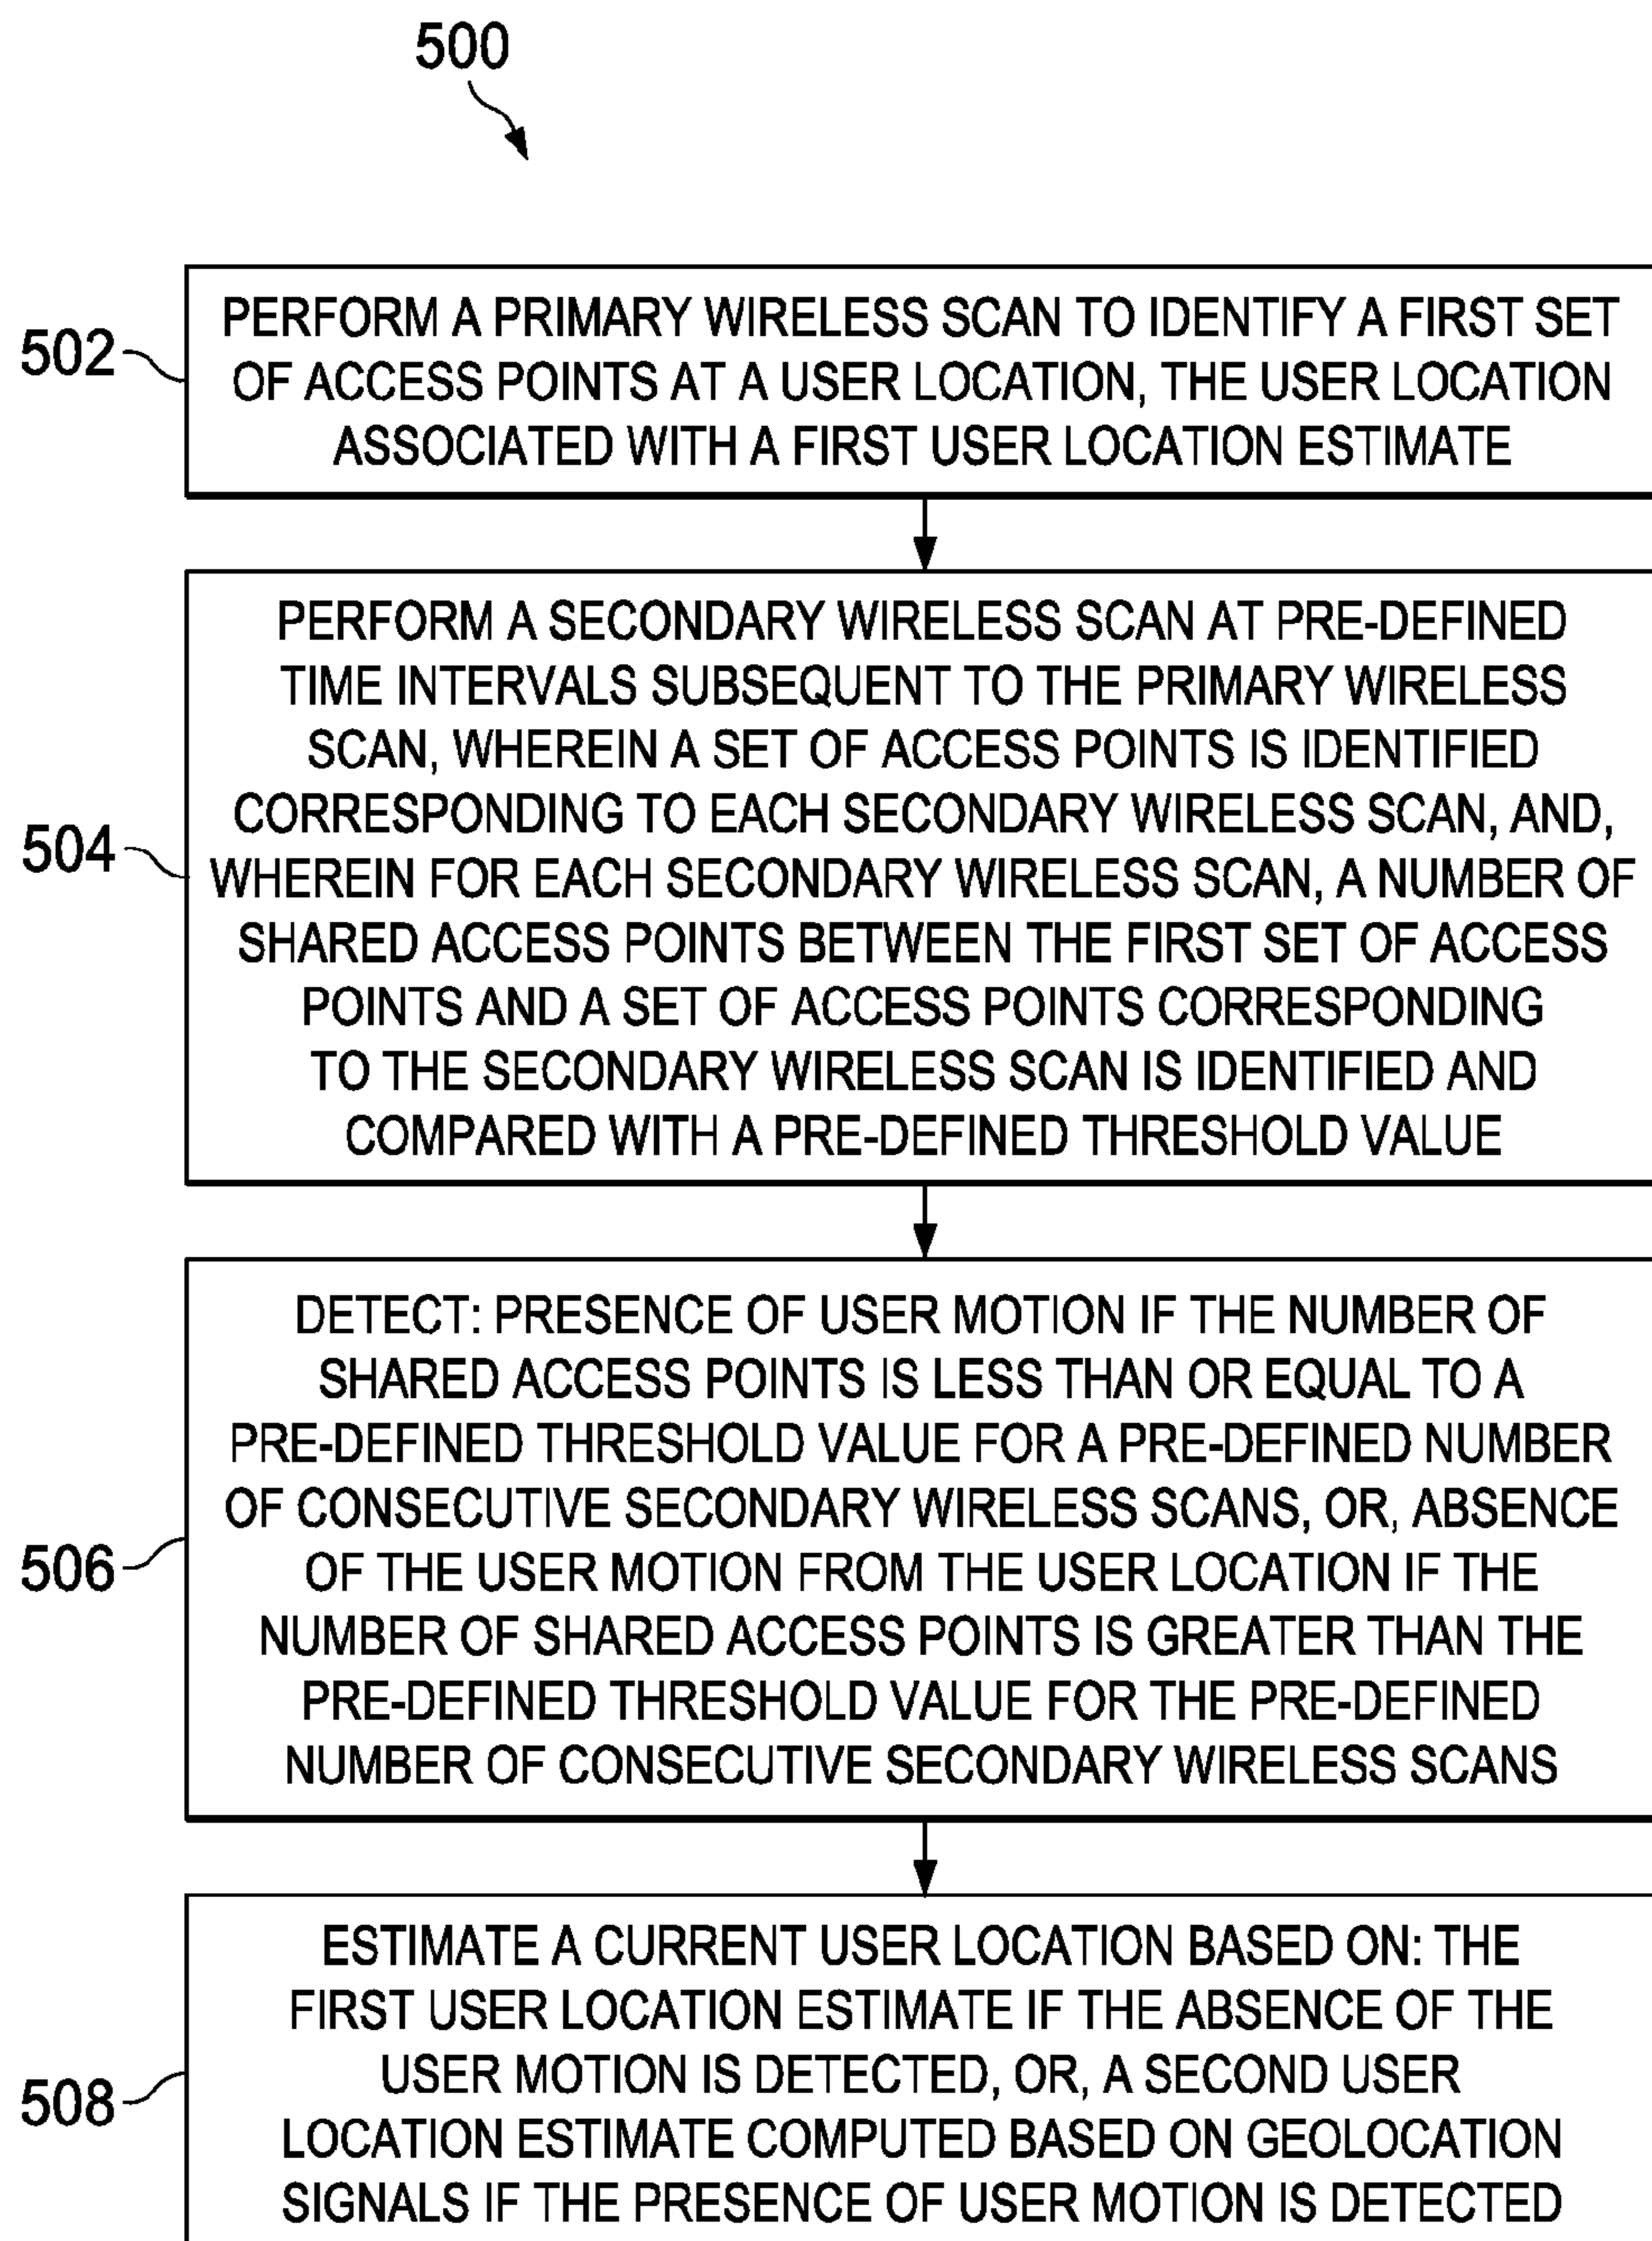 500
502
PERFORM A PRIMARY WIRELESS SCAN TO IDENTIFY A FIRST SET
OF ACCESS POINTS AT A USER LOCATION, THE USER LOCATION
ASSOCIATED WITH A FIRST USER LOCATION ESTIMATE
504
PERFORM A SECONDARY WIRELESS SCAN AT PRE-DEFINED
TIME INTERVALS SUBSEQUENT TO THE PRIMARY WIRELESS
SCAN, WHEREIN A SET OF ACCESS POINTS IS IDENTIFIED
CORRESPONDING TO EACH SECONDARY WIRELESS SCAN, AND,
WHEREIN FOR EACH SECONDARY WIRELESS SCAN, A NUMBER OF
SHARED ACCESS POINTS BETWEEN THE FIRST SET OF ACCESS
POINTS AND A SET OF ACCESS POINTS CORRESPONDING
TO THE SECONDARY WIRELESS SCAN IS IDENTIFIED AND
COMPARED WITH A PRE-DEFINED THRESHOLD VALUE
506
DETECT: PRESENCE OF USER MOTION IF THE NUMBER OF
SHARED ACCESS POINTS IS LESS THAN OR EQUAL TO A
PRE-DEFINED THRESHOLD VALUE FOR A PRE-DEFINED NUMBER
OF CONSECUTIVE SECONDARY WIRELESS SCANS, OR, ABSENCE
OF THE USER MOTION FROM THE USER LOCATION IF THE
NUMBER OF SHARED ACCESS POINTS IS GREATER THAN THE
PRE-DEFINED THRESHOLD VALUE FOR THE PRE-DEFINED
NUMBER OF CONSECUTIVE SECONDARY WIRELESS SCANS
508
ESTIMATE A CURRENT USER LOCATION BASED ON: THE
FIRST USER LOCATION ESTIMATE IF THE ABSENCE OF THE
USER MOTION IS DETECTED, OR, A SECOND USER
LOCATION ESTIMATE COMPUTED BASED ON GEOLOCATION
SIGNALS IF THE PRESENCE OF USER MOTION IS DETECTED